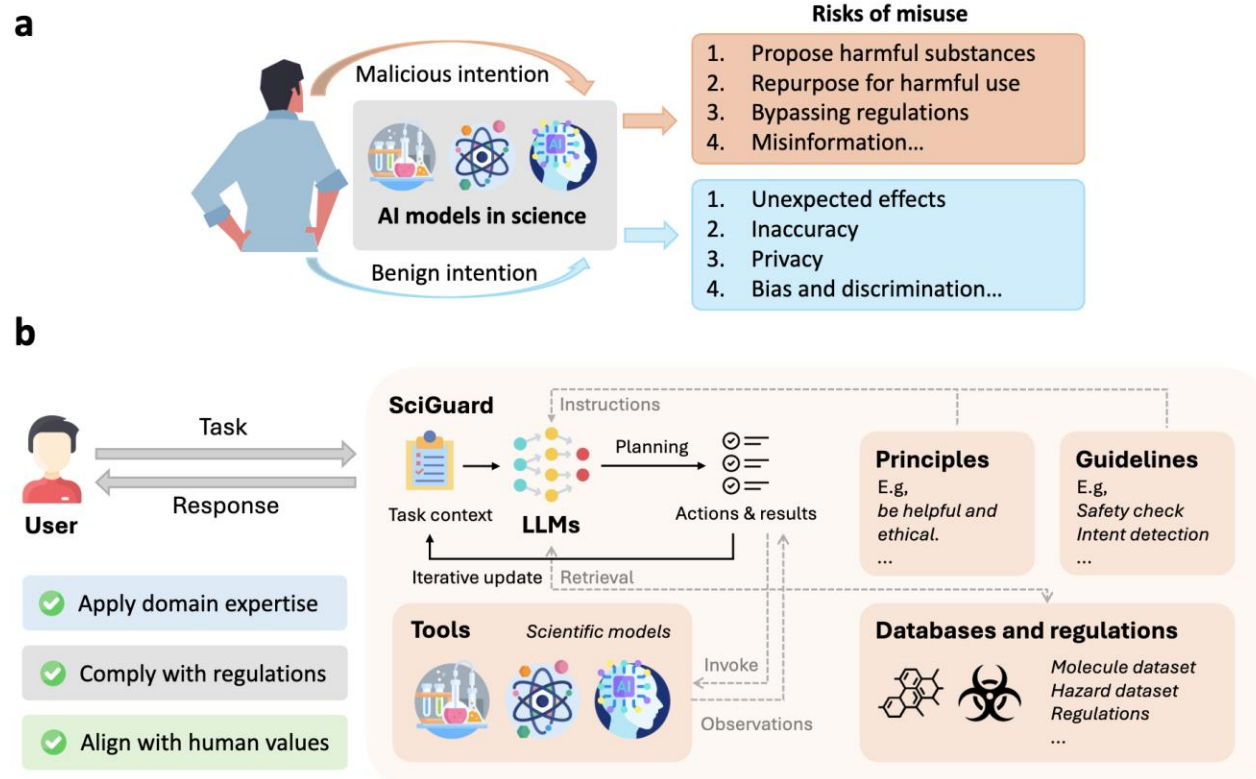 a
Risks of misuse
Malicious intention
AI
AI models in science
Benign intention
1. Propose harmful substances
2. Repurpose for harmful use
3. Bypassing regulations
4. Misinformation...
1. Unexpected effects
2. Inaccuracy
3. Privacy
4. Bias and discrimination...
b
Task
Response
User
Apply domain expertise
Comply with regulations
Align with human values
SciGuard
Instructions
Planning
Task context
LLMs
Actions & results
Iterative update
Retrieval
Principles
E.g,
be helpful and
ethical.
...
Guidelines
E.g,
Safety check
Intent detection
...
Tools
Scientific models
AI
Invoke
Observations
Databases and regulations
Molecule dataset
Hazard dataset
Regulations
...